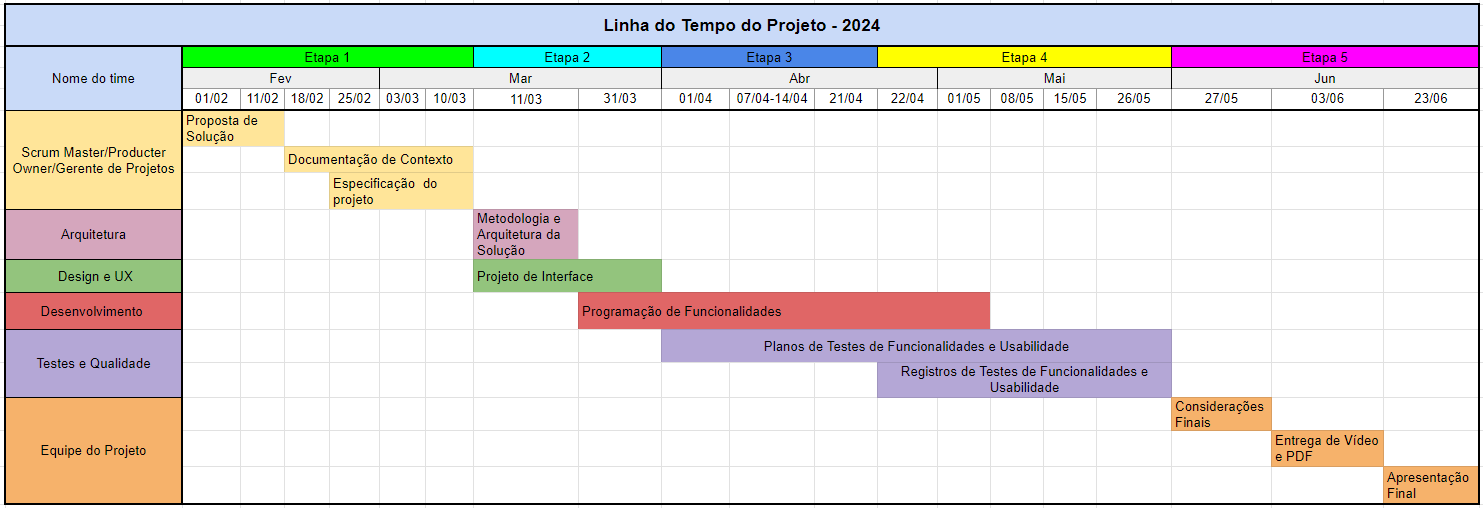 Linha do Tempo do Projeto - 2024
Nome do time
Etapa 1
Etapa 2
Etapa 3
Etapa 4
Etapa 5
Fev
Mar
Abr
Mai
Jun
01/02
11/02
18/02
25/02
03/03
10/03
11/03
31/03
01/04
07/04-14/04
21/04
22/04
01/05
08/05
15/05
26/05
27/05
03/06
23/06
Scrum Master/Producter
Owner/Gerente de Projetos
Proposta de
Solução
Documentação de Contexto
Especificação do
projeto
Arquitetura
Metodologia e
Arquitetura da
Solução
Design e UX
Projeto de Interface
Desenvolvimento
Programação de Funcionalidades
Testes e Qualidade
Planos de Testes de Funcionalidades e Usabilidade
Registros de Testes de Funcionalidades e
Usabilidade
Equipe do Projeto
Considerações
Finais
Entrega de Vídeo
e PDF
Apresentação
Final